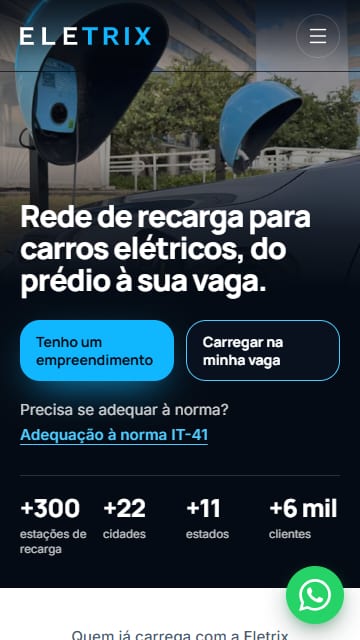 ELETRIX
Rede de recarga para
carros elétricos, do
prédio à sua vaga.
Tenho um
empreendimento
Carregar na
minha vaga
Precisa se adequar à norma?
Adequação à norma IT-41
+300
estações de
recarga
+22
cidades
+11
estados
+6 mil
clientes
Quem já carrega com a Eletrix